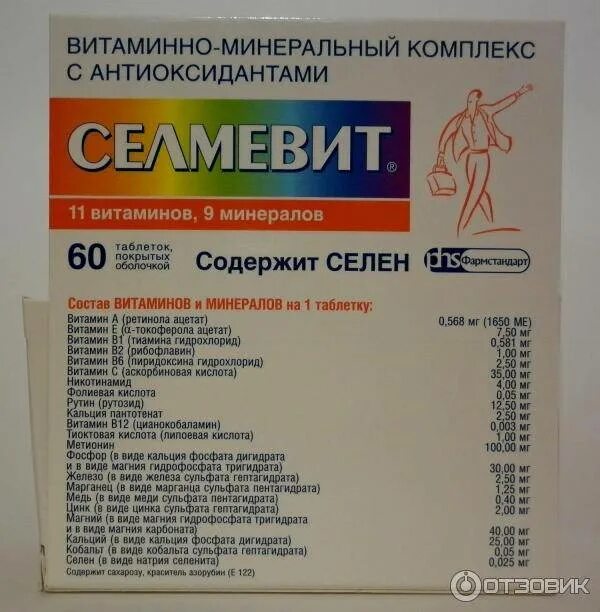 ВИТАМИННО-МИНЕРАЛЬНЫЙ КОМПЛЕКС
С АНТИОКСИДАНТАМИ
СЕЛМЕВИТ®
11 витаминов, 9 минералов
60 таблеток,
покрытых
оболочкой
Содержит СЕЛЕН
phs Фармстандарт
Состав ВИТАМИНОВ и МИНЕРАЛОВ на 1 таблетку:
Витамин А (ретинола ацетат) 0,568 мг (1650 МЕ)
Витамин Е (α-токоферола ацетат) 7,50 мг
Витамин В1 (тиамина гидрохлорид) 0,581 мг
Витамин В2 (рибофлавин) 1,00 мг
Витамин В6 (пиридоксина гидрохлорид) 2,50 мг
Витамин С (аскорбиновая кислота) 35,00 мг
Никотинамид 4,00 мг
Фолиевая кислота 0,05 мг
Рутин (рутозид) 12,50 мг
Кальция пантотенат 2,50 мг
Витамин В12 (цианокобаламин) 0,003 мг
Тиоктовая кислота (липоевая кислота) 1,00 мг
Метионин 100,00 мг
Фосфор (в виде кальция фосфата дигидрата
и в виде магния гидрофосфата тригидрата) 30,00 мг
Железо (в виде железа сульфата гептагидрата) 2,50 мг
Марганец (в виде марганца сульфата пентагидрата) 1,25 мг
Медь (в виде меди сульфата пентагидрата) 0,40 мг
Цинк (в виде цинка сульфата гептагидрата) 2,00 мг
Магний (в виде магния гидрофосфата тригидрата
и в виде магния карбоната) 40,00 мг
Кальций (в виде кальция фосфата дигидрата) 25,00 мг
Кобальт (в виде кобальта сульфата гептагидрата) 0,05 мг
Селен (в виде натрия селенита) 0,025 мг
Содержит сахарозу, краситель азорубин (Е 122)
ОТЗОВИК